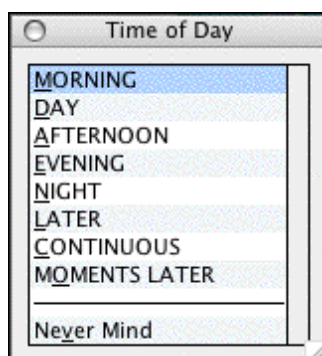 Time of Day
MORNING
DAY
AFTERNOON
EVENING
NIGHT
LATER
CONTINUOUS
MOMENTS LATER
Never Mind